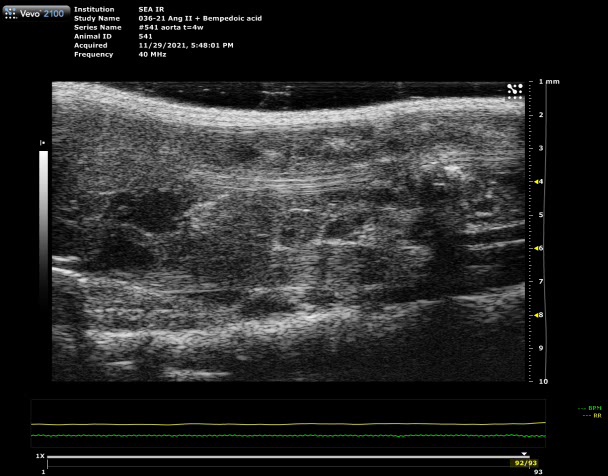 Vevo 2100
Institution SEA IR
Study Name 036-21 Ang II + Bempedoic acid
Series Name #541 aorta t=4w
Animal ID 541
Acquired 11/29/2021, 5:48:01 PM
Frequency 40 MHz
1 mm
2
3
4
5
6
7
8
9
10
BPM
RR
1X
92/93
1 93